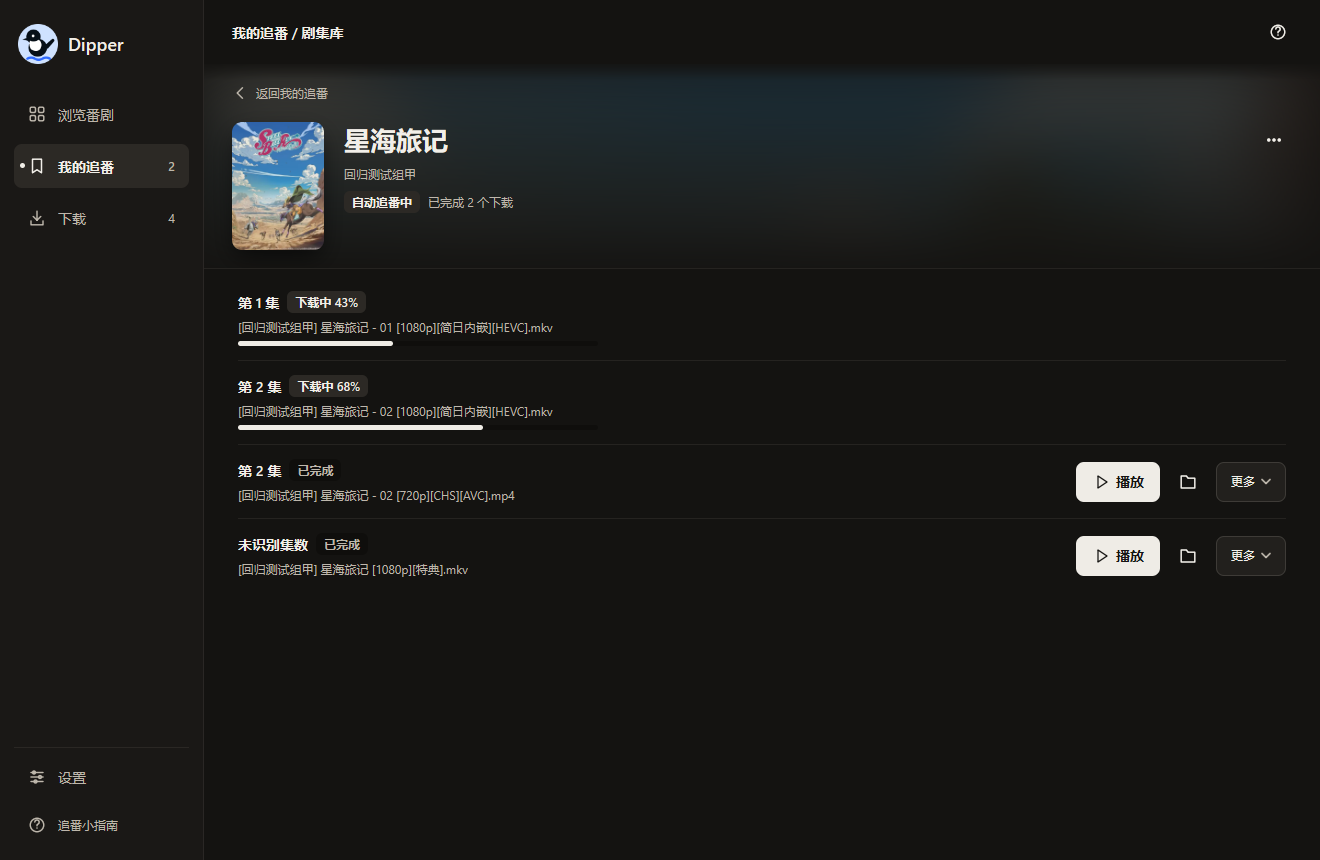 Dipper
浏览番剧
我的追番 2
下载 4
设置
追番小指南
我的追番 / 剧集库
返回我的追番
星海旅记
回归测试组甲
自动追番中 已完成 2 个下载
第 1 集 下载中 43%
[回归测试组甲] 星海旅记 - 01 [1080p][简日内嵌][HEVC].mkv
第 2 集 下载中 68%
[回归测试组甲] 星海旅记 - 02 [1080p][简日内嵌][HEVC].mkv
第 2 集 已完成
[回归测试组甲] 星海旅记 - 02 [720p][CHS][AVC].mp4
播放 更多
未识别集数 已完成
[回归测试组甲] 星海旅记 [1080p][特典].mkv
播放 更多